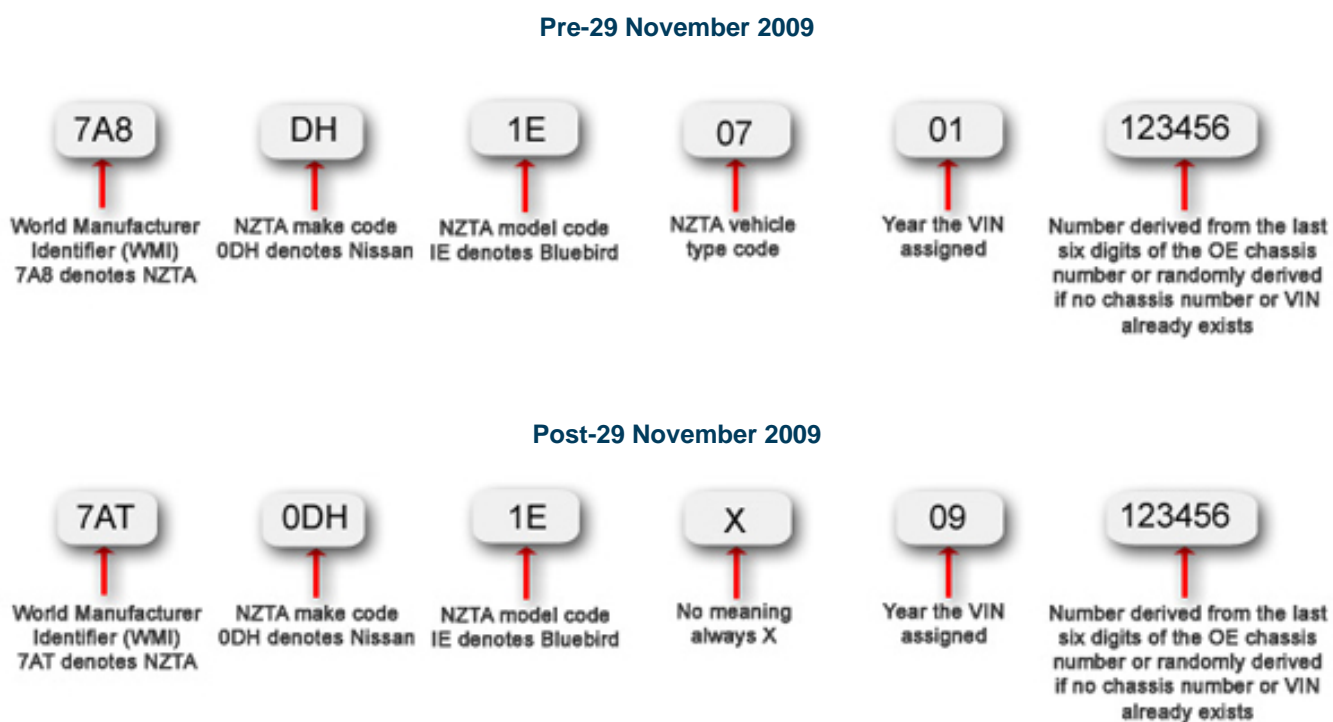 Pre-29 November 2009
7A8
DH
1E
07
01
123456
World Manufacturer
Identifier (WMI)
7A8 denotes NZTA
NZTA make code
0DH denotes Nissan
NZTA model code
IE denotes Bluebird
NZTA vehicle
type code
Year the VIN
assigned
Number derived from the last
six digits of the OE chassis
number or randomly derived
if no chassis number or VIN
already exists
Post-29 November 2009
7AT
0DH
1E
X
09
123456
World Manufacturer
Identifier (WMI)
7AT denotes NZTA
NZTA make code
0DH denotes Nissan
NZTA model code
IE denotes Bluebird
No meaning
always X
Year the VIN
assigned
Number derived from the last
six digits of the OE chassis
number or randomly derived
if no chassis number or VIN
already exists